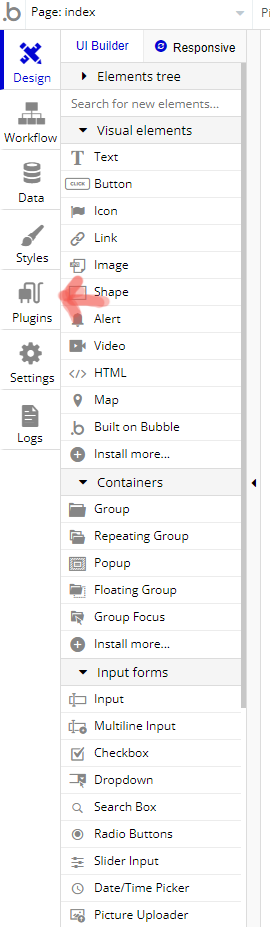 .b Page: index Pl
UI Builder Responsive
Design
Workflow
Data
Styles
Plugins
Settings
Logs
Elements tree
Search for new elements...
Visual elements
Text
CLICK Button
Icon
Link
Image
Shape
Alert
Video
</> HTML
Map
.b Built on Bubble
Install more...
Containers
Group
Repeating Group
Popup
Floating Group
Group Focus
Install more...
Input forms
Input
Multiline Input
Checkbox
Dropdown
Search Box
Radio Buttons
Slider Input
Date/Time Picker
Picture Uploader